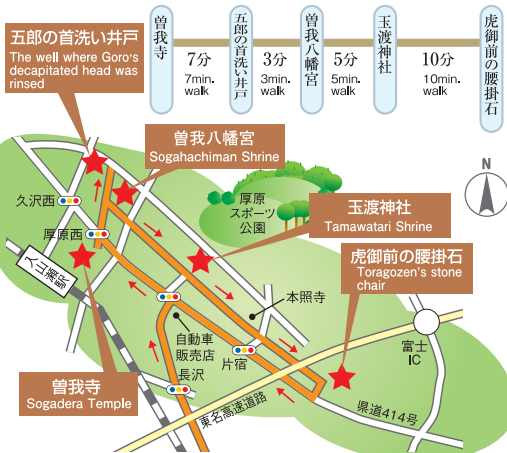 曽我寺
7分
7min.
walk
五郎の首洗い井戸
3分
3min.
walk
曽我八幡宮
5分
5min.
walk
玉渡神社
10分
10min.
walk
虎御前の腰掛石
五郎の首洗い井戸
The well where Goro's
decapitated head was
rinsed
曽我八幡宮
Sogahachiman Shrine
N
久沢西
厚原
スポーツ
公園
玉渡神社
Tamawatari Shrine
厚原西
虎御前の腰掛石
Toragozen's stone
chair
入山瀬駅
本照寺
自動車
販売店
片宿
富士
IC
長沢
曽我寺
Sogadera Temple
東名高速道路
県道414号